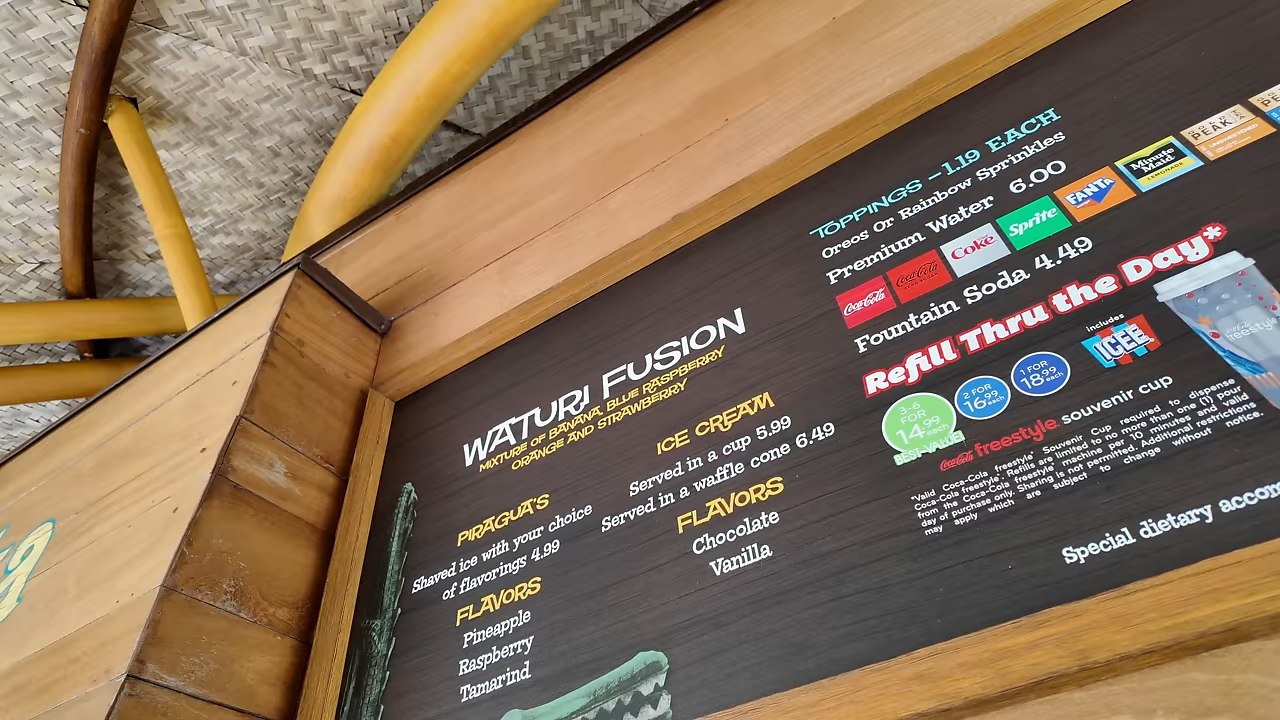 WATURI FUSION
MIXTURE OF BANANA, BLUE RASPBERRY
ORANGE AND STRAWBERRY
PIRAGUA'S
Shaved ice with your choice
of flavorings 4.99
FLAVORS
Pineapple
Raspberry
Tamarind
ICE CREAM
Served in a cup 5.99
Served in a waffle cone 6.49
FLAVORS
Chocolate
Vanilla
TOPPINGS – 1.19 EACH
Oreos Or Rainbow Sprinkles
Premium Water 6.00
Coca-Cola
Coca-Cola
Coke
Sprite
FANTA
Minute Maid
LEMONADE
PEAK
UNSWEETENED
Fountain Soda 4.49
Refill Thru the Day*
includes
ICEE
3-6
FOR
14.99
each
BEST VALUE!
2 FOR
16.99
each
1 FOR
18.99
each
Coca-Cola freestyle souvenir cup
freestyle
*Valid Coca-Cola freestyle® Souvenir Cup required to dispense
Coca-Cola freestyle®. Refills are limited to no more than one (1) pour
from the Coca-Cola freestyle® machine per 10 minutes and valid
day of purchase only. Sharing is not permitted. Additional restrictions
may apply which are subject to change without notice.
Special dietary